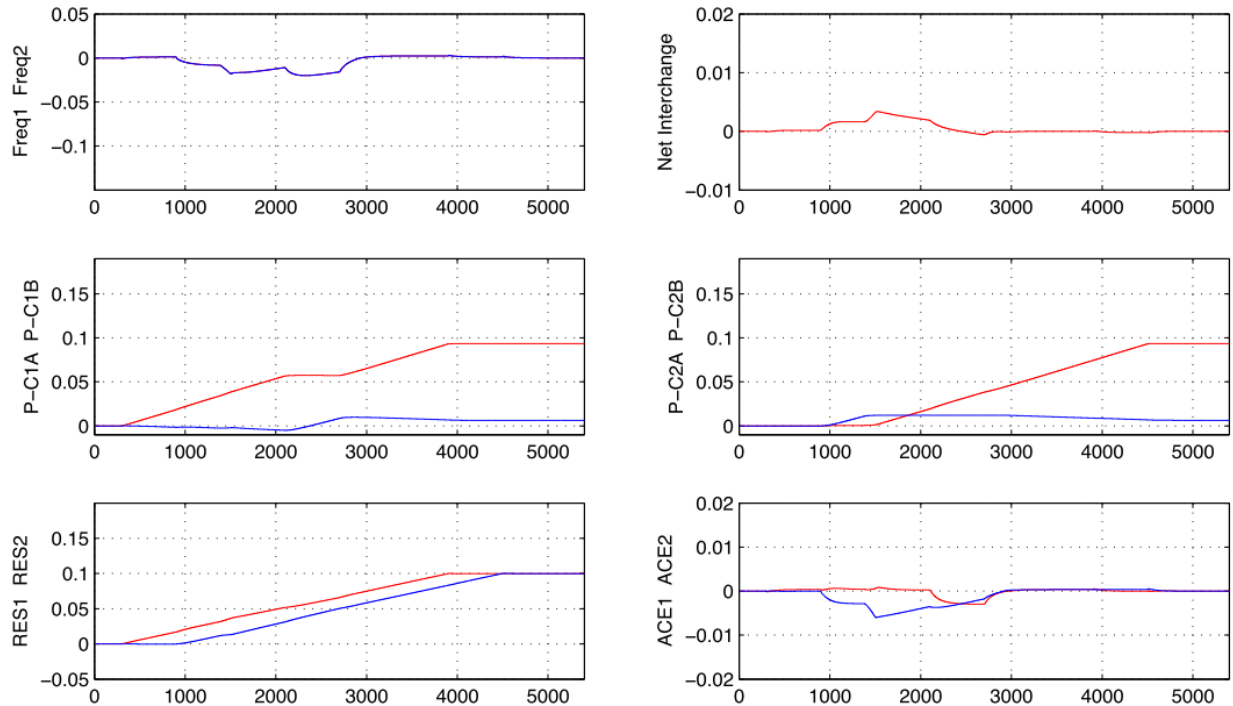 0.05
0
−0.05
−0.1
Freq1 Freq2
0 1000 2000 3000 4000 5000
0.02
0.01
0
−0.01
Net Interchange
0 1000 2000 3000 4000 5000
0.15
0.1
0.05
0
P−C1A P−C1B
0 1000 2000 3000 4000 5000
0.15
0.1
0.05
0
P−C2A P−C2B
0 1000 2000 3000 4000 5000
0.15
0.1
0.05
0
−0.05
RES1 RES2
0 1000 2000 3000 4000 5000
0.02
0.01
0
−0.01
−0.02
ACE1 ACE2
0 1000 2000 3000 4000 5000